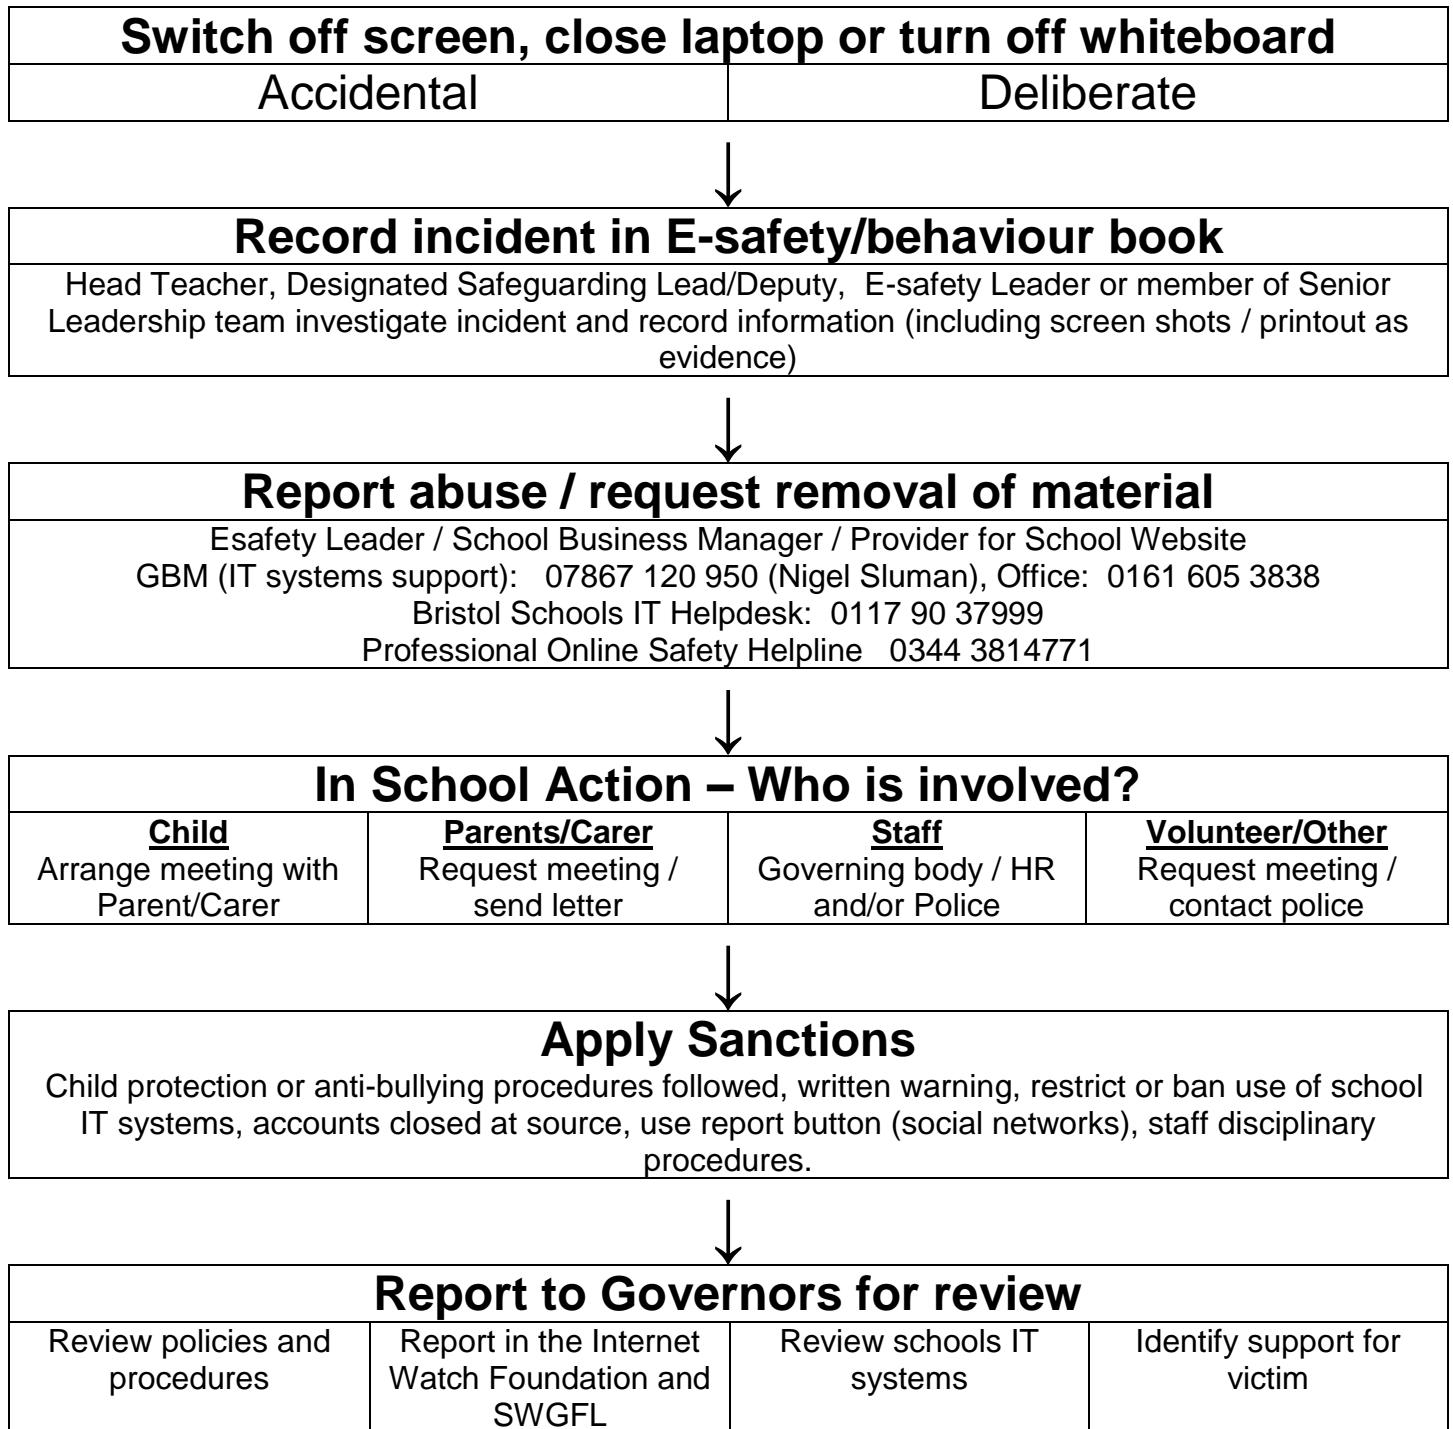 Switch off screen, close laptop or turn off whiteboard
Accidental
Deliberate
Record incident in E-safety/behaviour book
Head Teacher, Designated Safeguarding Lead/Deputy, E-safety Leader or member of Senior
Leadership team investigate incident and record information (including screen shots / printout as
evidence)
Report abuse / request removal of material
Esafety Leader / School Business Manager / Provider for School Website
GBM (IT systems support): 07867 120 950 (Nigel Sluman), Office: 0161 605 3838
Bristol Schools IT Helpdesk: 0117 90 37999
Professional Online Safety Helpline 0344 3814771
In School Action – Who is involved?
Child
Arrange meeting with
Parent/Carer
Parents/Carer
Request meeting /
send letter
Staff
Governing body / HR
and/or Police
Volunteer/Other
Request meeting /
contact police
Apply Sanctions
Child protection or anti-bullying procedures followed, written warning, restrict or ban use of school
IT systems, accounts closed at source, use report button (social networks), staff disciplinary
procedures.
Report to Governors for review
Review policies and
procedures
Report in the Internet
Watch Foundation and
SWGFL
Review schools IT
systems
Identify support for
victim